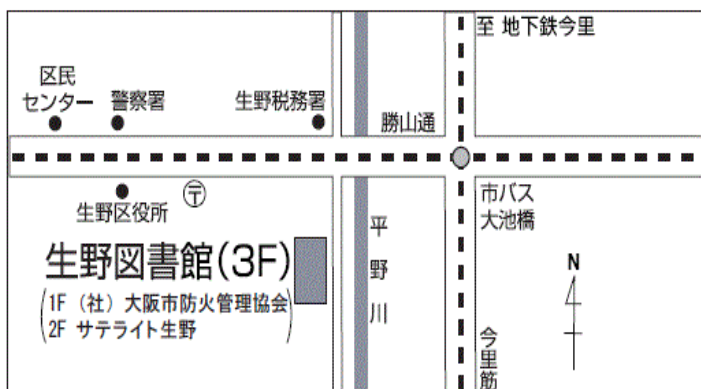 至 地下鉄今里
区民
センター
警察署
生野税務署
勝山通
〒
生野区役所
市バス
大池橋
生野図書館(3F)
(1F (社) 大阪市防火管理協会
2F サテライト生野)
平野川
N
今里筋